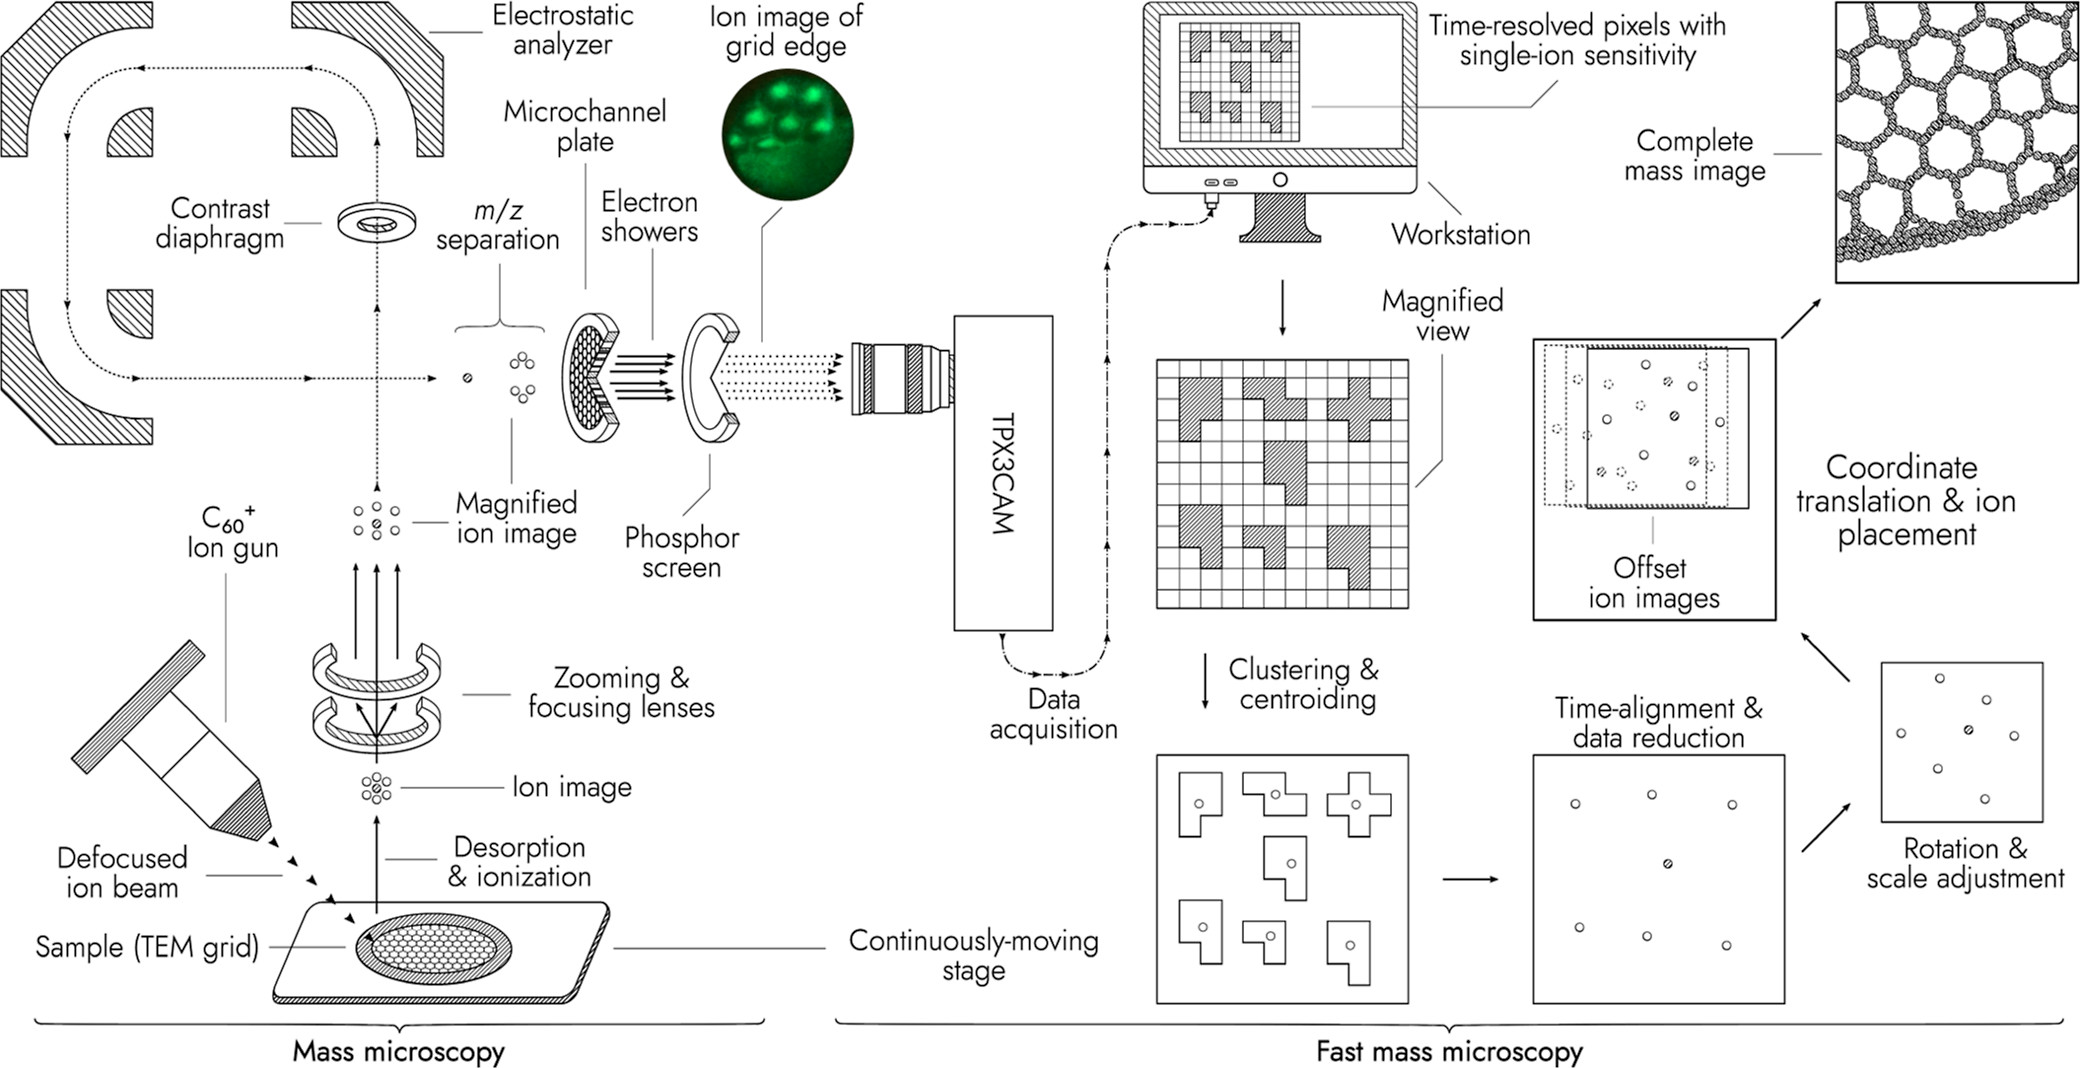 Electrostatic
analyzer
Ion image of
grid edge
Microchannel
plate
Contrast
diaphragm
m/z
separation
Electron
showers
Time-resolved pixels with
single-ion sensitivity
Complete
mass image
Workstation
Magnified
view
TPX3CAM
C₆₀⁺
Ion gun
Magnified
ion image
Phosphor
screen
Zooming &
focusing lenses
Data
acquisition
Ion image
Defocused
ion beam
Desorption
& ionization
Sample (TEM grid)
Continuously-moving
stage
Clustering &
centroiding
Time-alignment &
data reduction
Rotation &
scale adjustment
Offset
ion images
Coordinate
translation & ion
placement
Mass microscopy
Fast mass microscopy